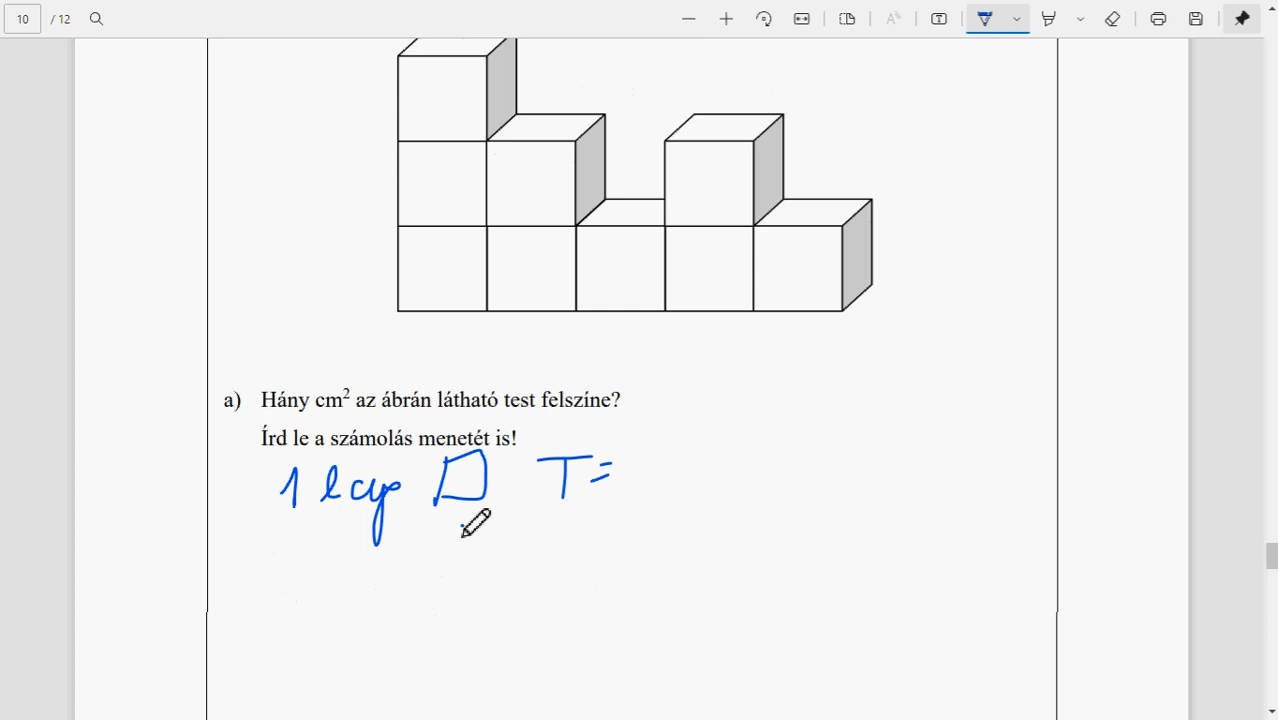 10 / 12
a) Hány cm² az ábrán látható test felszíne?
Írd le a számolás menetét is!
1 lap T=